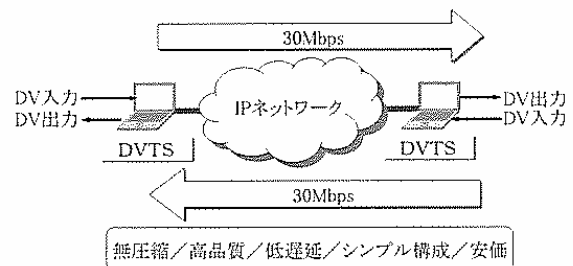 30Mbps
DV入力
DV出力
IPネットワーク
DV出力
DV入力
DVTS
DVTS
30Mbps
無圧縮／高品質／低遅延／シンプル構成／安価